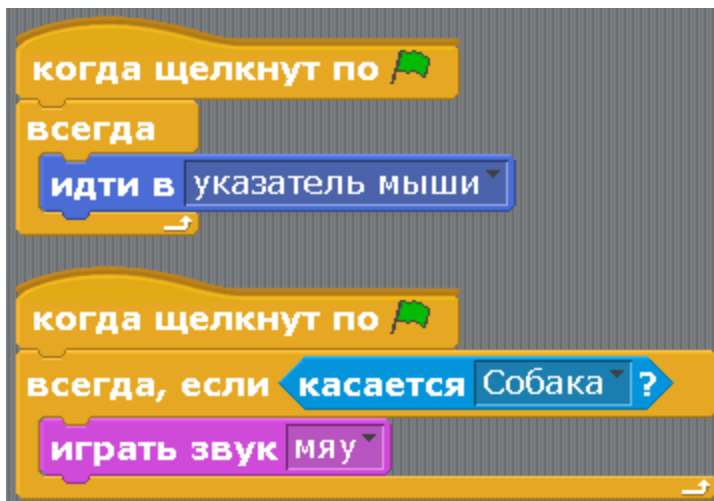 когда щелкнут по
всегда
идти в указатель мыши
когда щелкнут по
всегда, если касается Собака ?
играть звук мяу